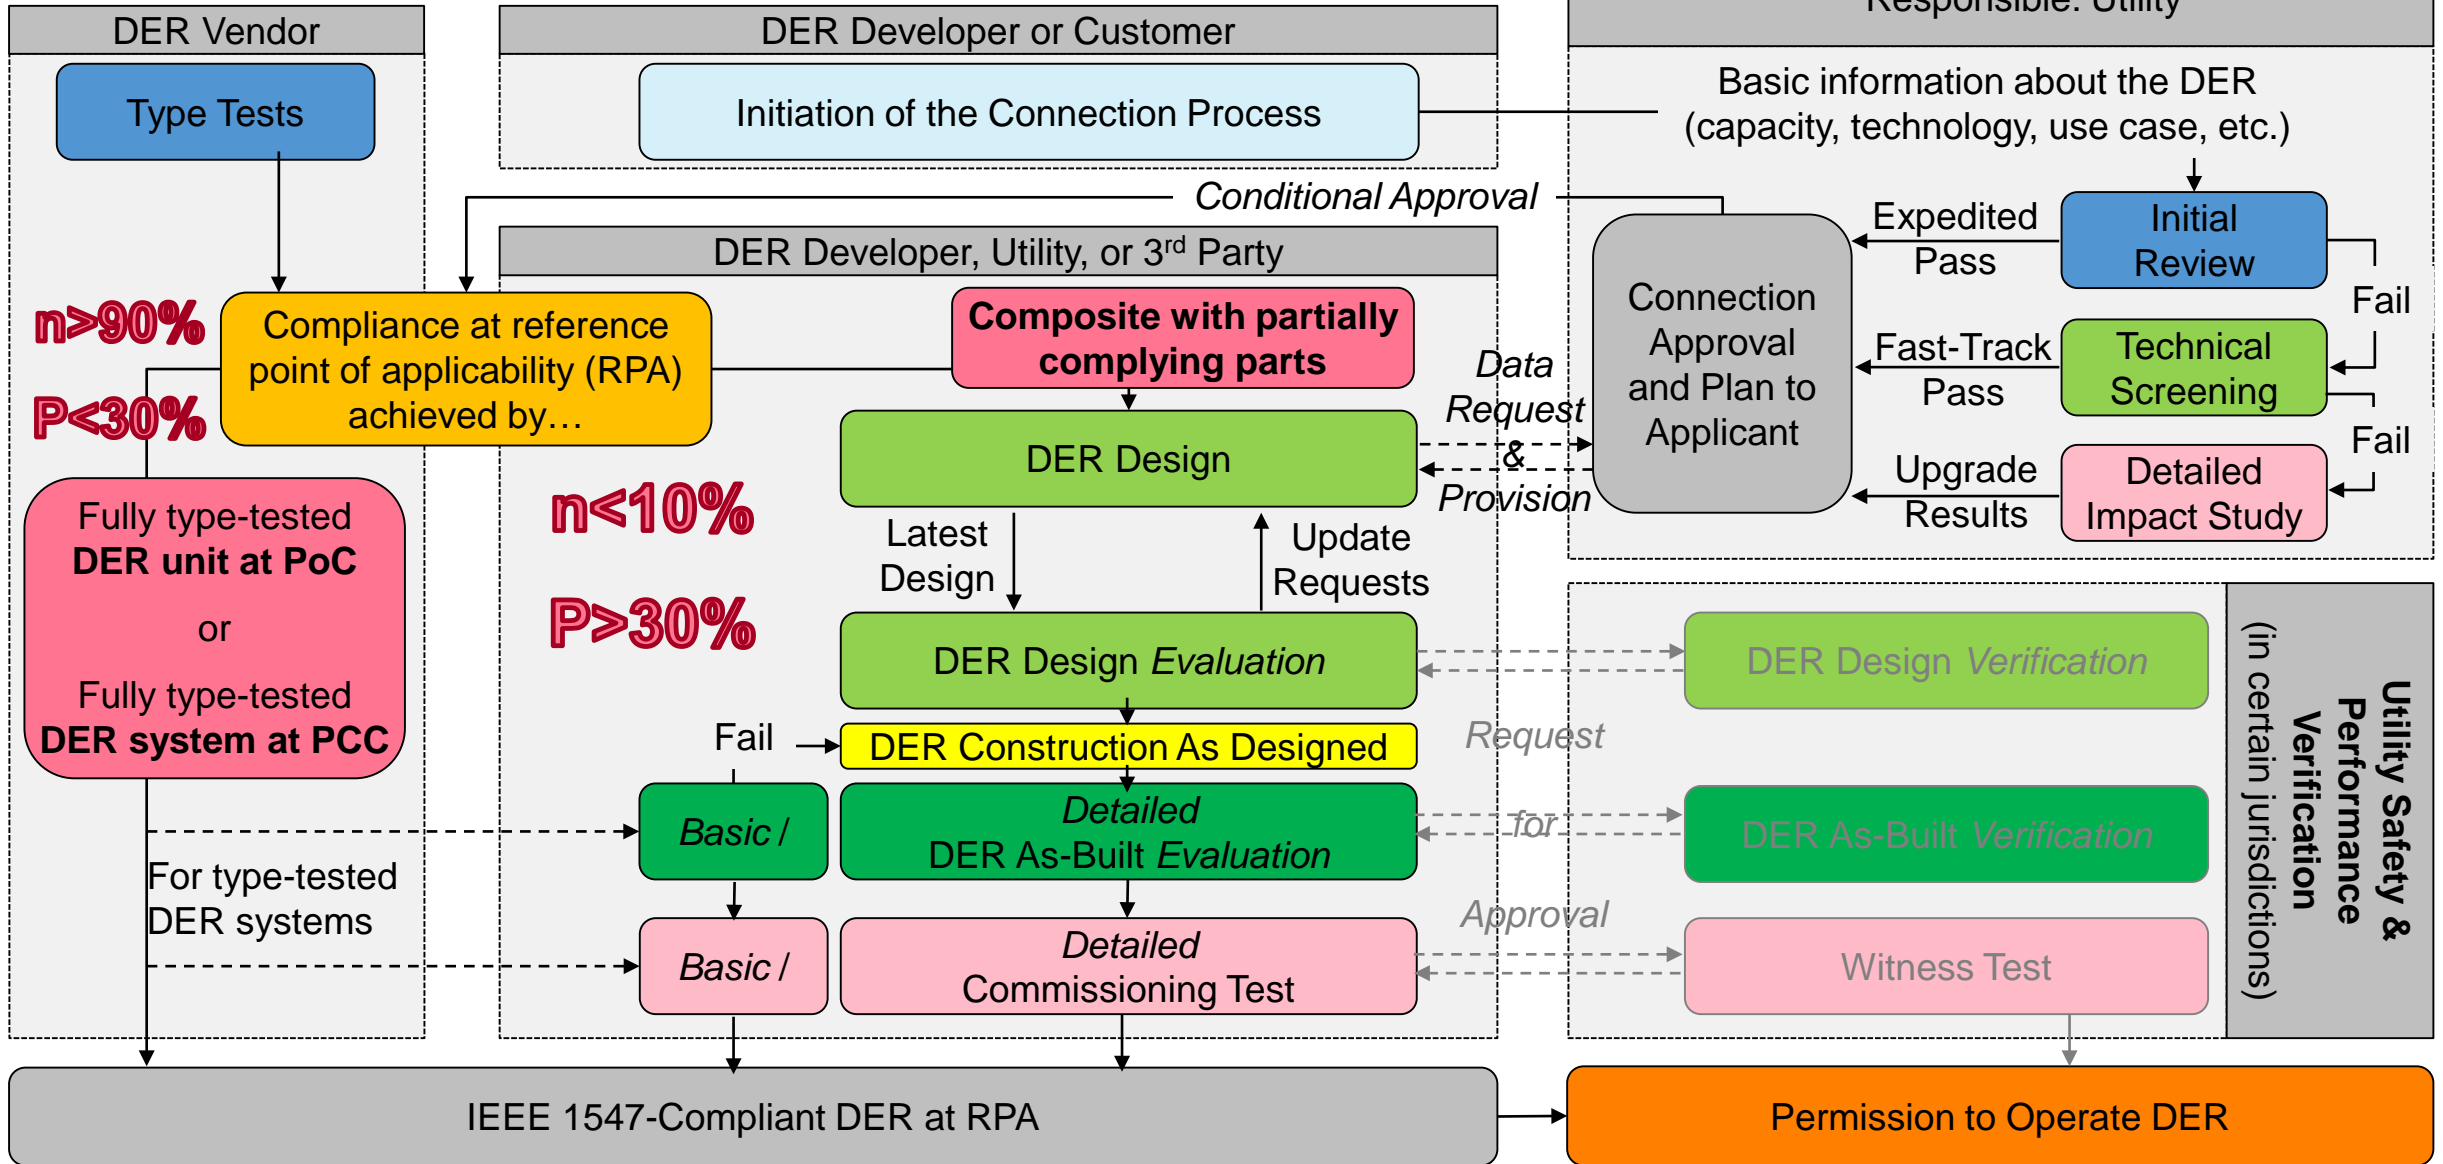 Responsible: Utility
DER Vendor
DER Developer or Customer
Type Tests
Initiation of the Connection Process
Basic information about the DER
(capacity, technology, use case, etc.)
Conditional Approval
Expedited
Pass
Initial
Review
Fail
DER Developer, Utility, or 3rd Party
n>90%
P<30%
Compliance at reference
point of applicability (RPA)
achieved by…
Composite with partially
complying parts
Connection
Approval
and Plan to
Applicant
Fast-Track
Pass
Technical
Screening
Fail
Data
Request
&
Provision
DER Design
Upgrade
Results
Detailed
Impact Study
Fully type-tested
DER unit at PoC
or
Fully type-tested
DER system at PCC
n<10%
P>30%
Latest
Design
Update
Requests
DER Design Evaluation
DER Design Verification
Fail
DER Construction As Designed
Request
for
Approval
Basic /
Detailed
DER As-Built Evaluation
DER As-Built Verification
For type-tested
DER systems
Basic /
Detailed
Commissioning Test
Witness Test
Utility Safety &
Performance
Verification
(in certain jurisdictions)
IEEE 1547-Compliant DER at RPA
Permission to Operate DER